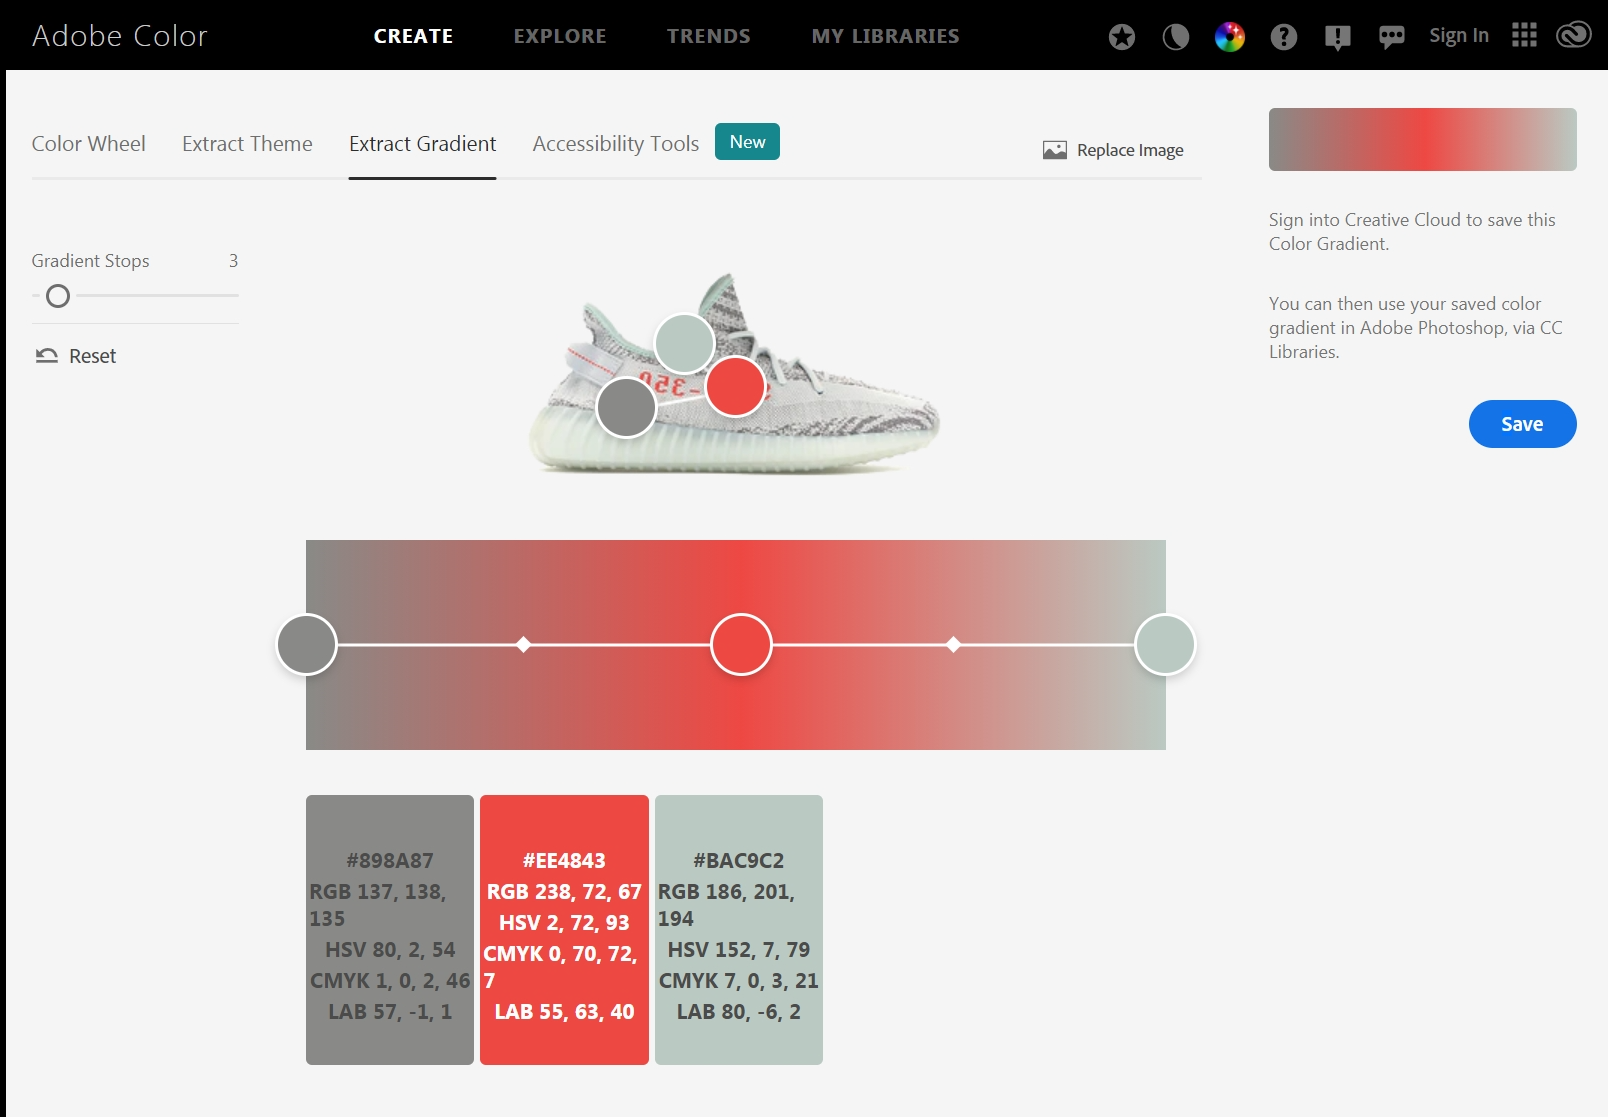 Adobe Color
CREATE
EXPLORE
TRENDS
MY LIBRARIES
Sign In
Color Wheel
Extract Theme
Extract Gradient
Accessibility Tools
New
Replace Image
Gradient Stops
3
Reset
Sign into Creative Cloud to save this
Color Gradient.
You can then use your saved color
gradient in Adobe Photoshop, via CC
Libraries.
Save
#898A87
RGB 137, 138,
135
HSV 80, 2, 54
CMYK 1, 0, 2, 46
LAB 57, -1, 1
#EE4843
RGB 238, 72, 67
HSV 2, 72, 93
CMYK 0, 70, 72,
7
LAB 55, 63, 40
#BAC9C2
RGB 186, 201,
194
HSV 152, 7, 79
CMYK 7, 0, 3, 21
LAB 80, -6, 2